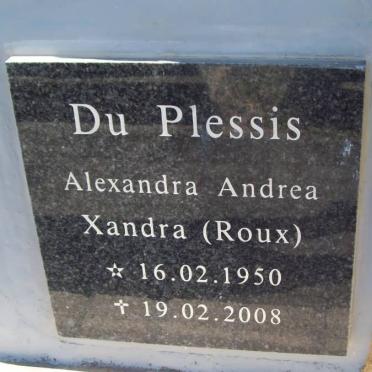 Du Plessis
Alexandra Andrea
Xandra (Roux)
☆ 16.02.1950
✝ 19.02.2008